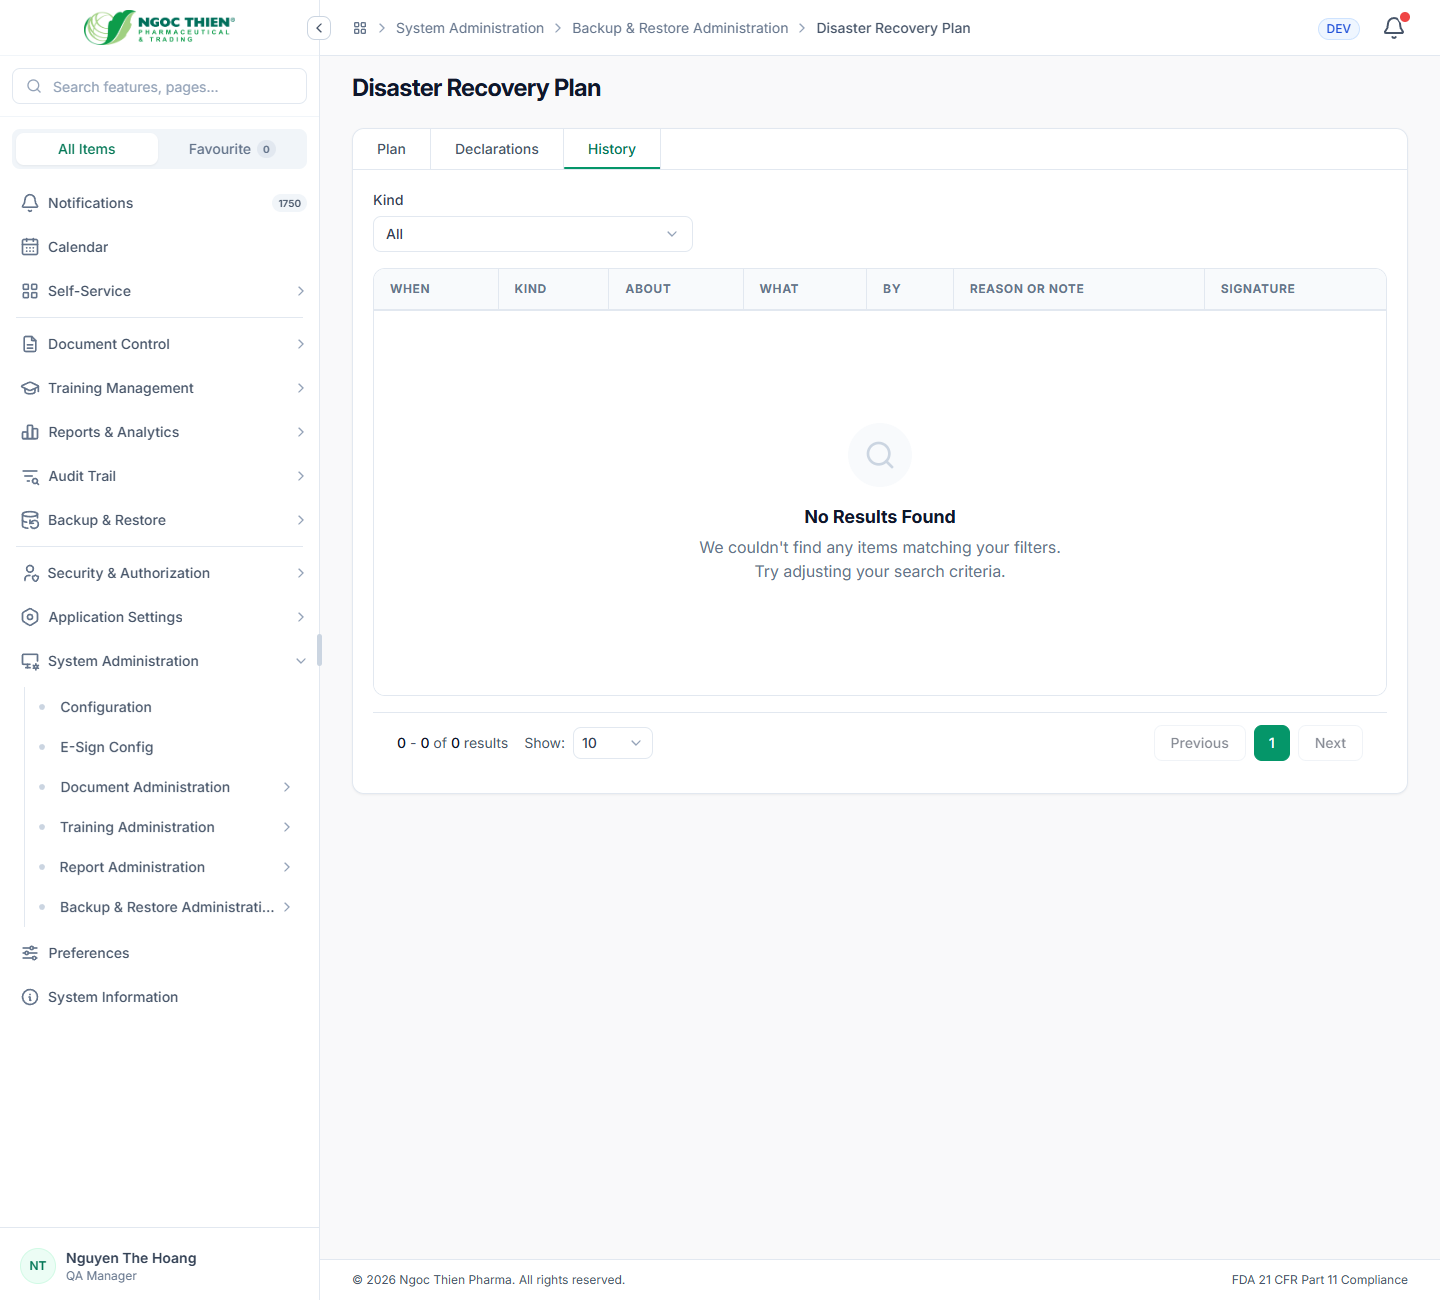 NGOC THIEN®
PHARMACEUTICAL
& TRADING
System Administration
Backup & Restore Administration
Disaster Recovery Plan
DEV
Search features, pages...
All Items
Favourite 0
Notifications 1750
Calendar
Self-Service
Document Control
Training Management
Reports & Analytics
Audit Trail
Backup & Restore
Security & Authorization
Application Settings
System Administration
Configuration
E-Sign Config
Document Administration
Training Administration
Report Administration
Backup & Restore Administrati...
Preferences
System Information
NT
Nguyen The Hoang
QA Manager
Disaster Recovery Plan
Plan Declarations History
Kind
All
WHEN KIND ABOUT WHAT BY REASON OR NOTE SIGNATURE
No Results Found
We couldn't find any items matching your filters.
Try adjusting your search criteria.
0 - 0 of 0 results Show: 10 Previous 1 Next
© 2026 Ngoc Thien Pharma. All rights reserved.
FDA 21 CFR Part 11 Compliance